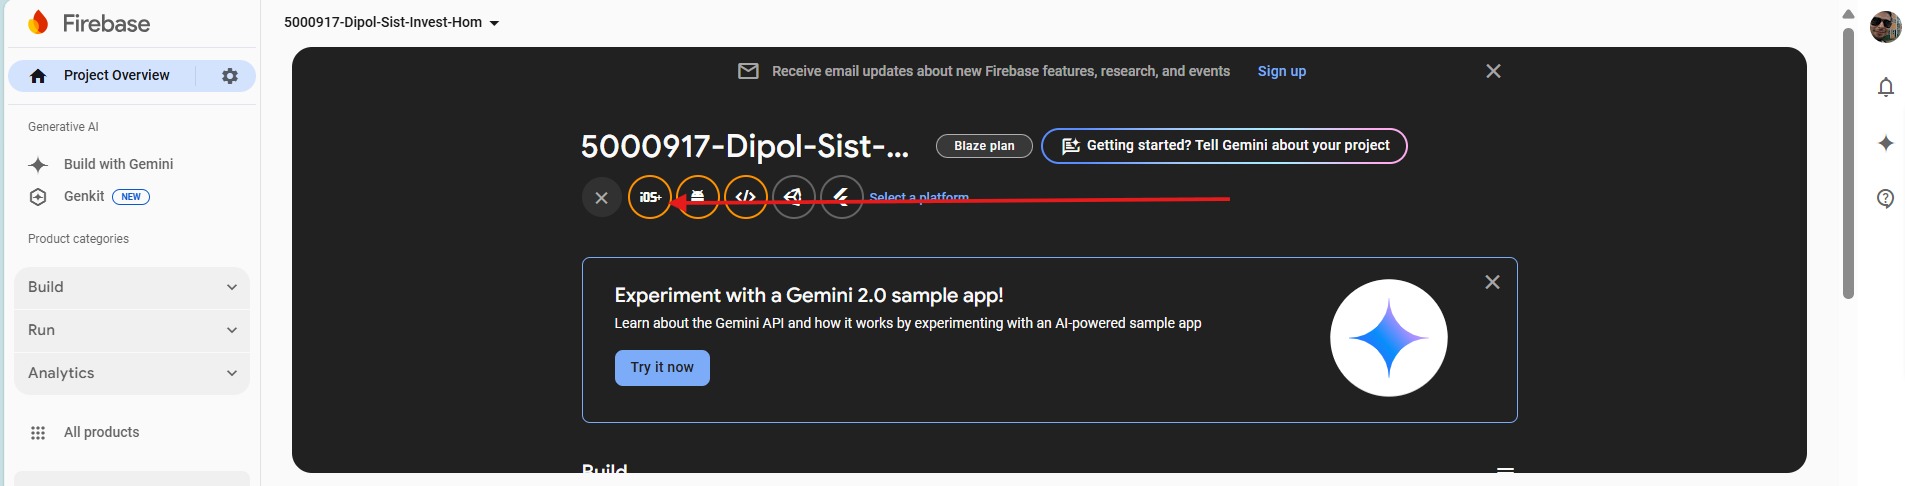 Firebase
5000917-Dipol-Sist-Invest-Hom
Project Overview
Generative AI
Build with Gemini
Genkit NEW
Product categories
Build
Run
Analytics
All products
Receive email updates about new Firebase features, research, and events Sign up
5000917-Dipol-Sist-... Blaze plan Getting started? Tell Gemini about your project
iOS+ </> Select a platform
Experiment with a Gemini 2.0 sample app!
Learn about the Gemini API and how it works by experimenting with an AI-powered sample app
Try it now
Build